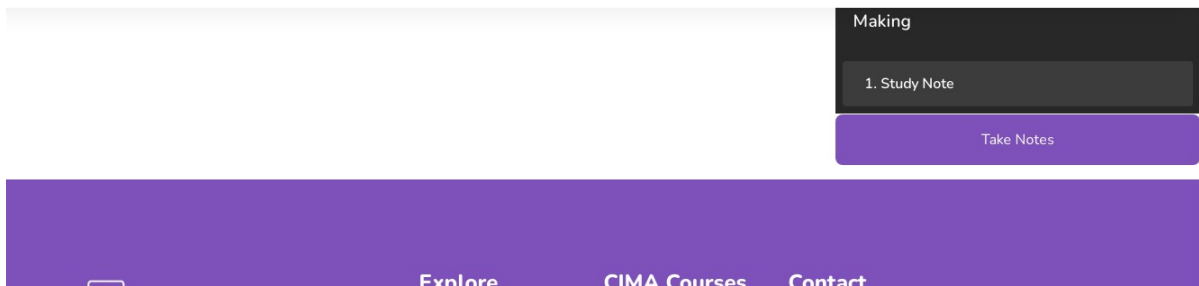 Making
1. Study Note
Take Notes
Explore CIMA Courses Contact